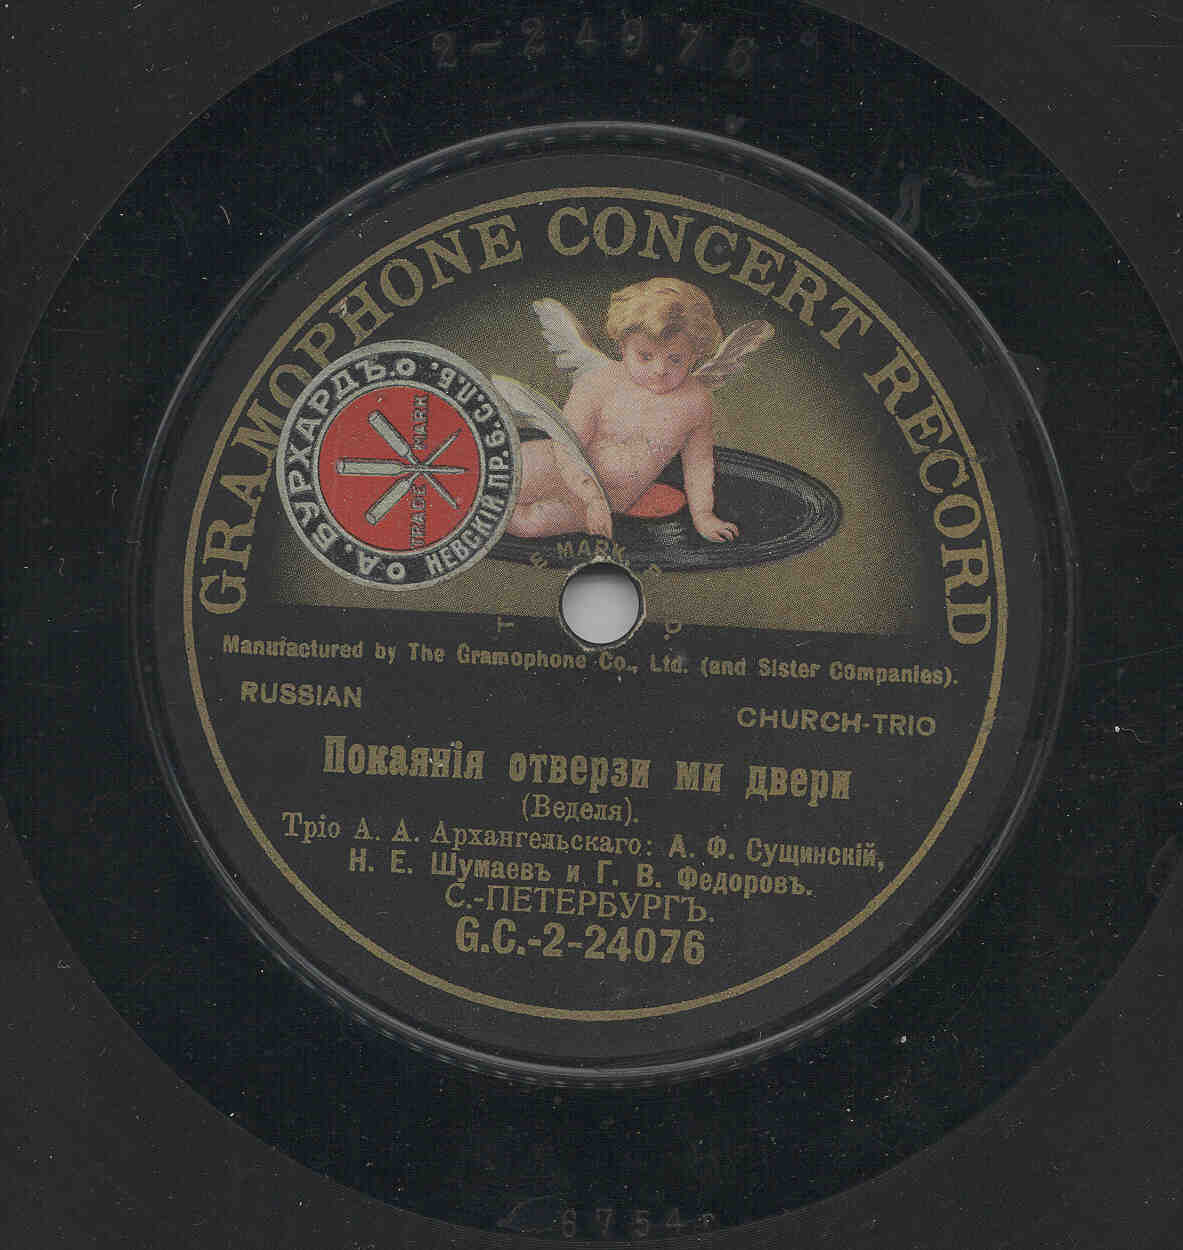 2-24076
GRAMOPHONE CONCERT RECORD
А. БУРХАРДЪ. С.П.Б.
НЕВСКІЙ ПР. 6.
TRADE MARK
E MARK
Manufactured by The Gramophone Co., Ltd. (and Sister Companies).
RUSSIAN
CHURCH-TRIO
Покаянія отверзи ми двери
(Веделя).
Тріо А. А. Архангельскаго: А. Ф. Сущинскій,
Н. Е. Шумаевъ и Г. В. Федоровъ.
С.-ПЕТЕРБУРГЪ.
G.C.-2-24076